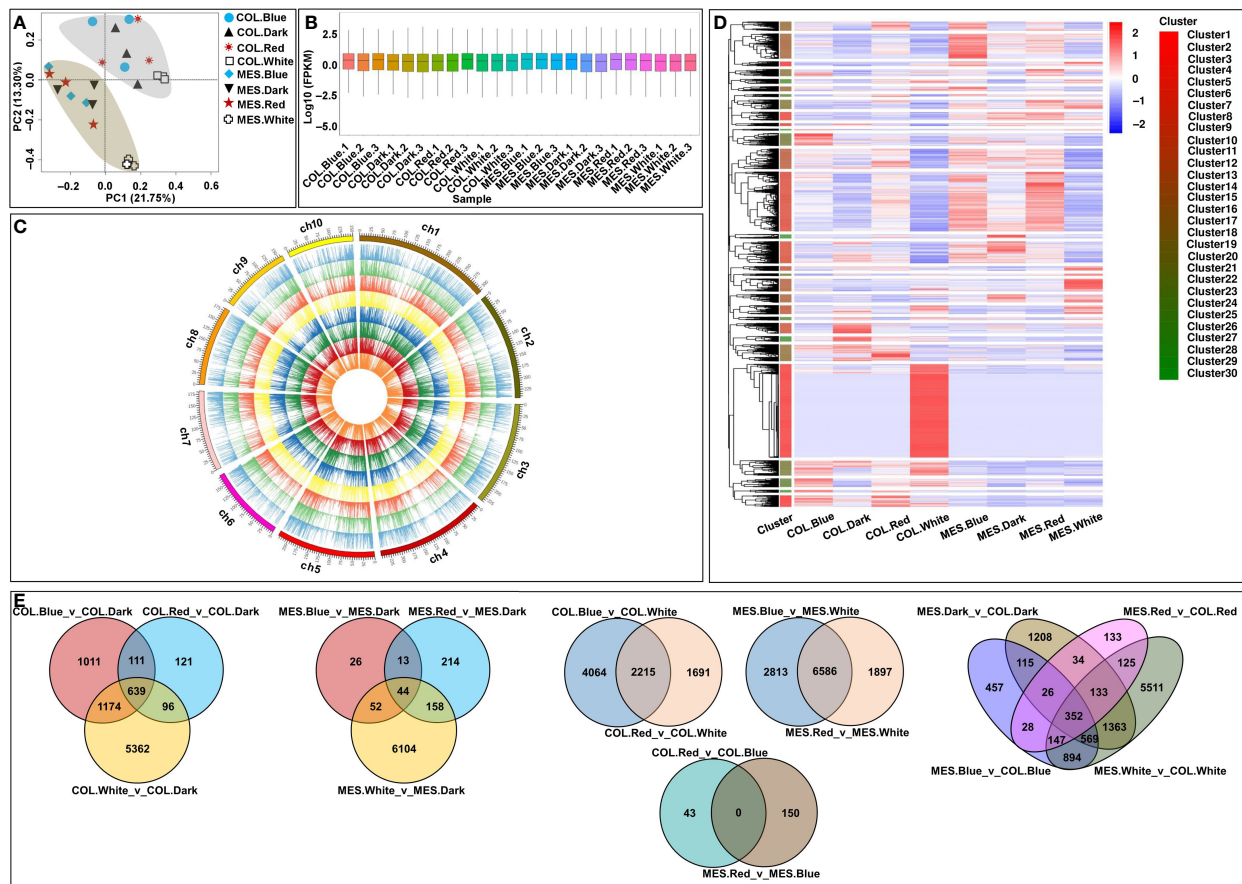 A
0.2
0.0
−0.2
−0.4
PC2 (13.30%)
−0.2
0.0
0.2
0.4
0.6
PC1 (21.75%)
COL.Blue
COL.Dark
COL.Red
COL.White
MES.Blue
MES.Dark
MES.Red
MES.White
B
Log10 (FPKM)
2.5
0.0
−2.5
−5.0
COL.Blue.1
COL.Blue.2
COL.Blue.3
COL.Dark.1
COL.Dark.2
COL.Dark.3
COL.Red.1
COL.Red.2
COL.Red.3
COL.White.1
COL.White.2
COL.White.3
MES.Blue.1
MES.Blue.2
MES.Blue.3
MES.Dark.1
MES.Dark.2
MES.Dark.3
MES.Red.1
MES.Red.2
MES.Red.3
MES.White.1
MES.White.2
MES.White.3
Sample
C
ch1
ch2
ch3
ch4
ch5
ch6
ch7
ch8
ch9
ch10
D
2
1
0
−1
−2
Cluster
Cluster1
Cluster2
Cluster3
Cluster4
Cluster5
Cluster6
Cluster7
Cluster8
Cluster9
Cluster10
Cluster11
Cluster12
Cluster13
Cluster14
Cluster15
Cluster16
Cluster17
Cluster18
Cluster19
Cluster20
Cluster21
Cluster22
Cluster23
Cluster24
Cluster25
Cluster26
Cluster27
Cluster28
Cluster29
Cluster30
Cluster
COL.Blue
COL.Dark
COL.Red
COL.White
MES.Blue
MES.Dark
MES.Red
MES.White
E
COL.Blue_v_COL.Dark
COL.Red_v_COL.Dark
1011
111
121
639
1174
96
5362
COL.White_v_COL.Dark
MES.Blue_v_MES.Dark
MES.Red_v_MES.Dark
26
13
214
44
52
158
6104
MES.White_v_MES.Dark
COL.Blue_v_COL.White
4064
2215
1691
COL.Red_v_COL.White
MES.Blue_v_MES.White
2813
6586
1897
MES.Red_v_MES.White
COL.Red_v_COL.Blue
43
0
150
MES.Red_v_MES.Blue
MES.Dark_v_COL.Dark
MES.Red_v_COL.Red
1208
133
115
34
125
457
26
133
5511
352
28
1363
147
569
894
MES.Blue_v_COL.Blue
MES.White_v_COL.White